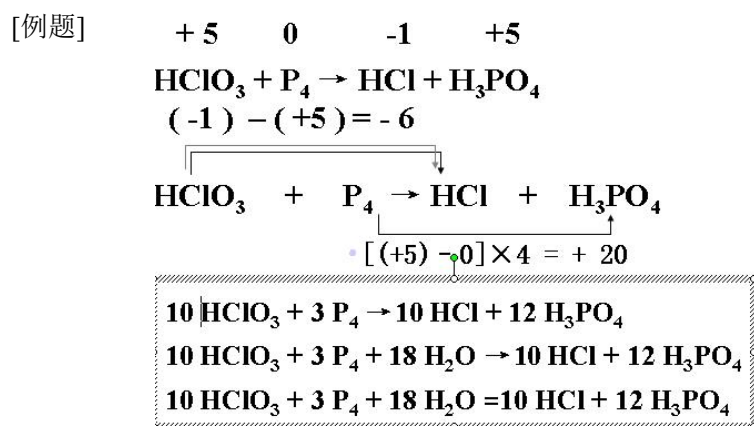 [例题]
+ 5 0 -1 +5
HClO₃ + P₄ → HCl + H₃PO₄
( -1 ) – ( +5 ) = - 6
HClO₃ + P₄ → HCl + H₃PO₄
[(+5) - 0]×4 = + 20
10 HClO₃ + 3 P₄ → 10 HCl + 12 H₃PO₄
10 HClO₃ + 3 P₄ + 18 H₂O → 10 HCl + 12 H₃PO₄
10 HClO₃ + 3 P₄ + 18 H₂O =10 HCl + 12 H₃PO₄